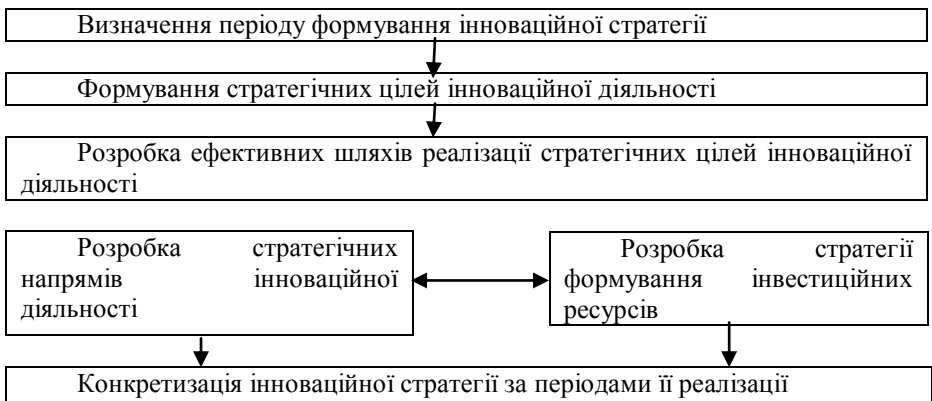 Визначення періоду формування інноваційної стратегії
Формування стратегічних цілей інноваційної діяльності
Розробка ефективних шляхів реалізації стратегічних цілей інноваційної
діяльності
Розробка стратегічних
напрямів інноваційної
діяльності
Розробка стратегії
формування інвестиційних
ресурсів
Конкретизація інноваційної стратегії за періодами її реалізації